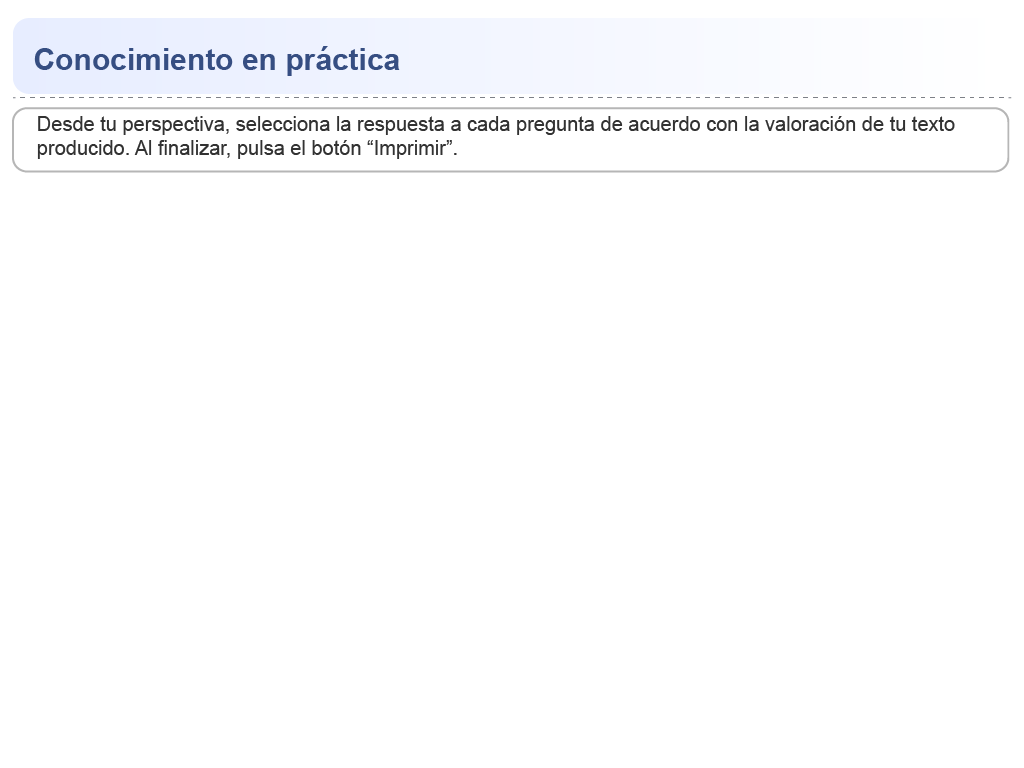 Conocimiento en práctica
Desde tu perspectiva, selecciona la respuesta a cada pregunta de acuerdo con la valoración de tu texto
producido. Al finalizar, pulsa el botón “Imprimir”.